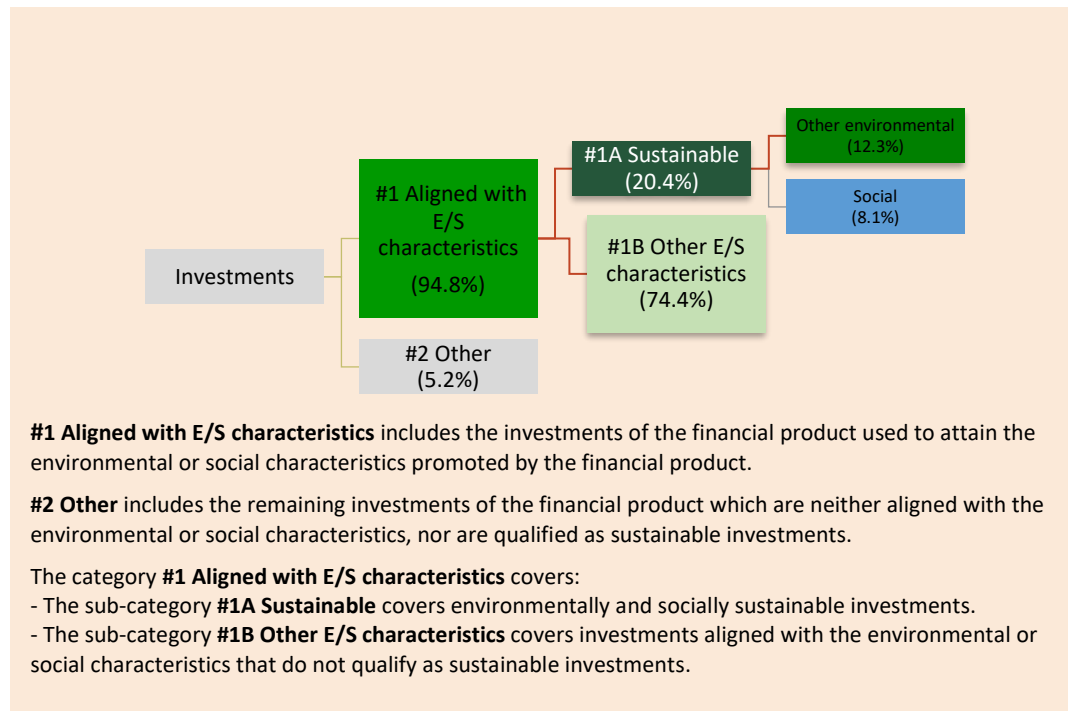 Investments
#1 Aligned with
E/S
characteristics
(94.8%)
#2 Other
(5.2%)
#1A Sustainable
(20.4%)
#1B Other E/S
characteristics
(74.4%)
Other environmental
(12.3%)
Social
(8.1%)
#1 Aligned with E/S characteristics includes the investments of the financial product used to attain the
environmental or social characteristics promoted by the financial product.
#2 Other includes the remaining investments of the financial product which are neither aligned with the
environmental or social characteristics, nor are qualified as sustainable investments.
The category #1 Aligned with E/S characteristics covers:
- The sub-category #1A Sustainable covers environmentally and socially sustainable investments.
- The sub-category #1B Other E/S characteristics covers investments aligned with the environmental or
social characteristics that do not qualify as sustainable investments.